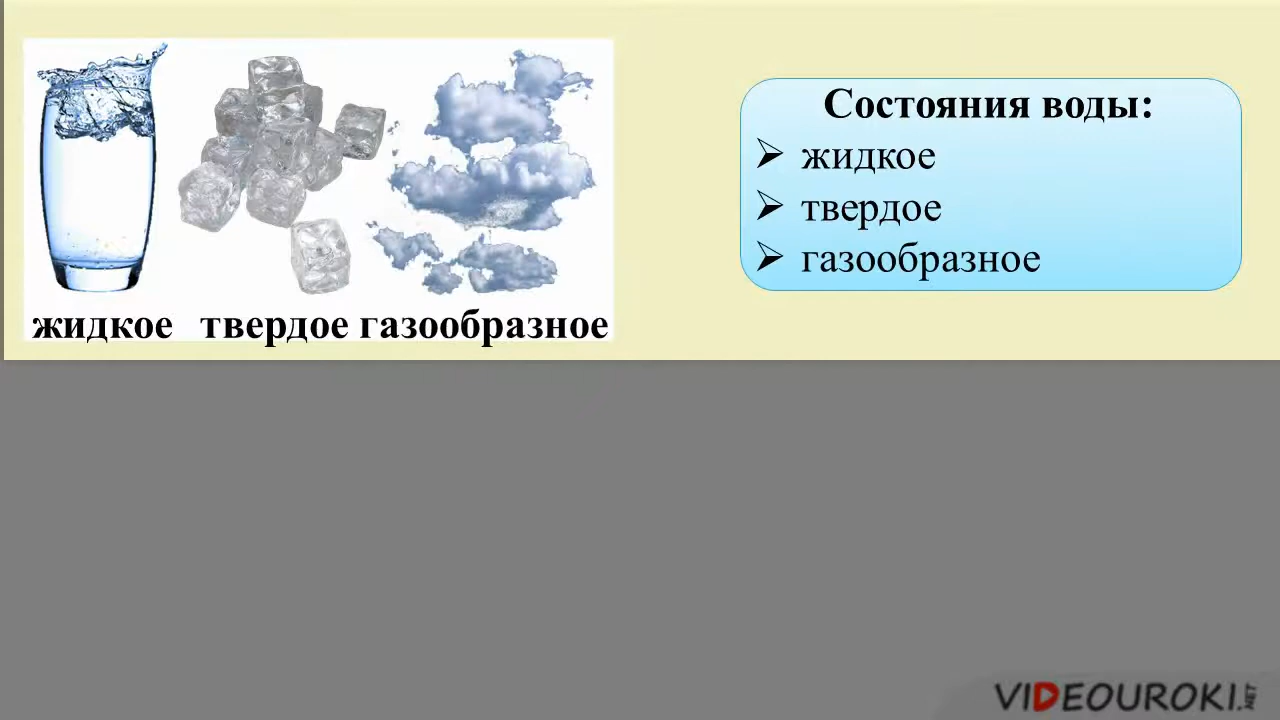 жидкое твердое газообразное
Состояния воды:
жидкое
твердое
газообразное
VIDEOUROKI.NET